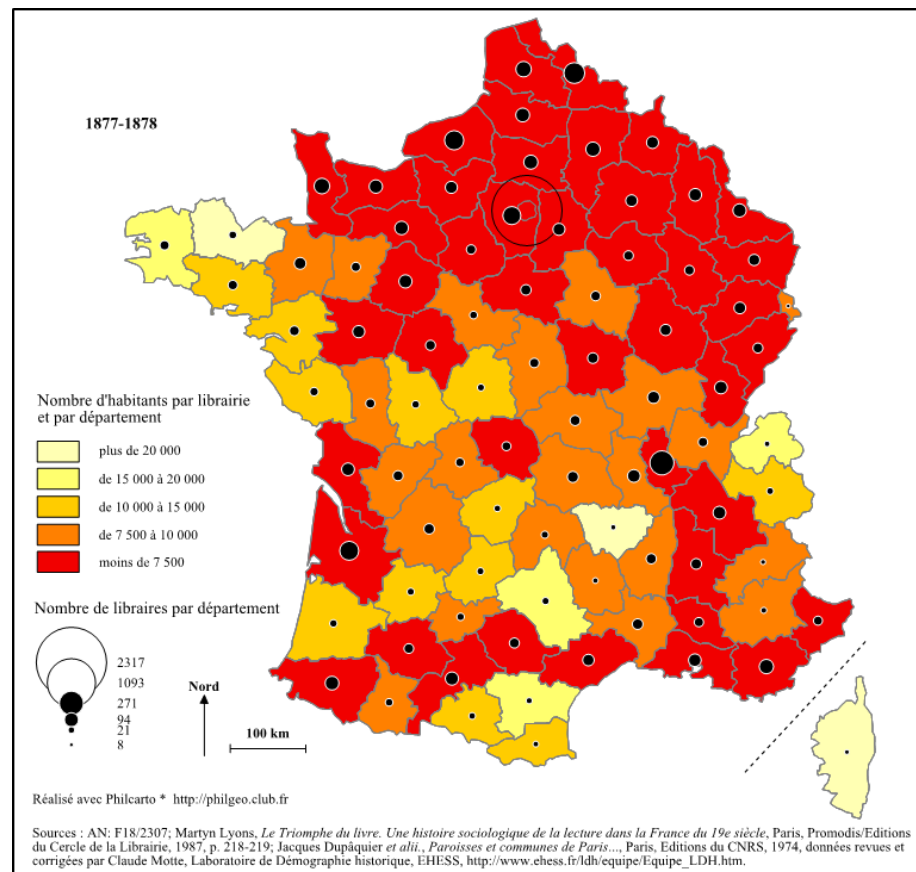 1877-1878
Nombre d'habitants par librairie
et par département
plus de 20 000
de 15 000 à 20 000
de 10 000 à 15 000
de 7 500 à 10 000
moins de 7 500
Nombre de libraires par département
2317
1093
271
94
21
8
Nord
100 km
Réalisé avec Philcarto * http://philgeo.club.fr
Sources : AN: F18/2307; Martyn Lyons, Le Triomphe du livre. Une histoire sociologique de la lecture dans la France du 19e siècle, Paris, Promodis/Editions
du Cercle de la Librairie, 1987, p. 218-219; Jacques Dupâquier et alii., Paroisses et communes de Paris..., Paris, Editions du CNRS, 1974, données revues et
corrigées par Claude Motte, Laboratoire de Démographie historique, EHESS, http://www.ehess.fr/ldh/equipe/Equipe_LDH.htm.